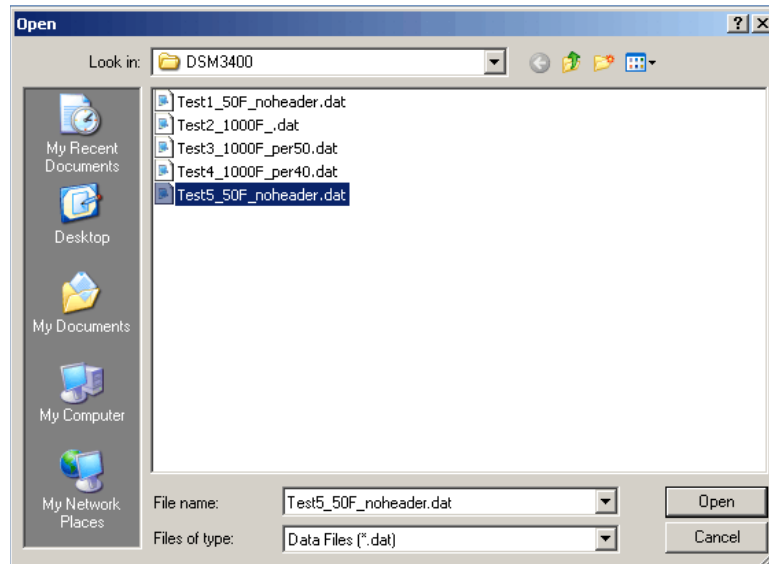 Open
Look in: DSM3400
Test1_50F_noheader.dat
Test2_1000F_.dat
Test3_1000F_per50.dat
Test4_1000F_per40.dat
Test5_50F_noheader.dat
My Recent
Documents
Desktop
My Documents
My Computer
My Network
Places
File name: Test5_50F_noheader.dat Open
Files of type: Data Files (*.dat) Cancel